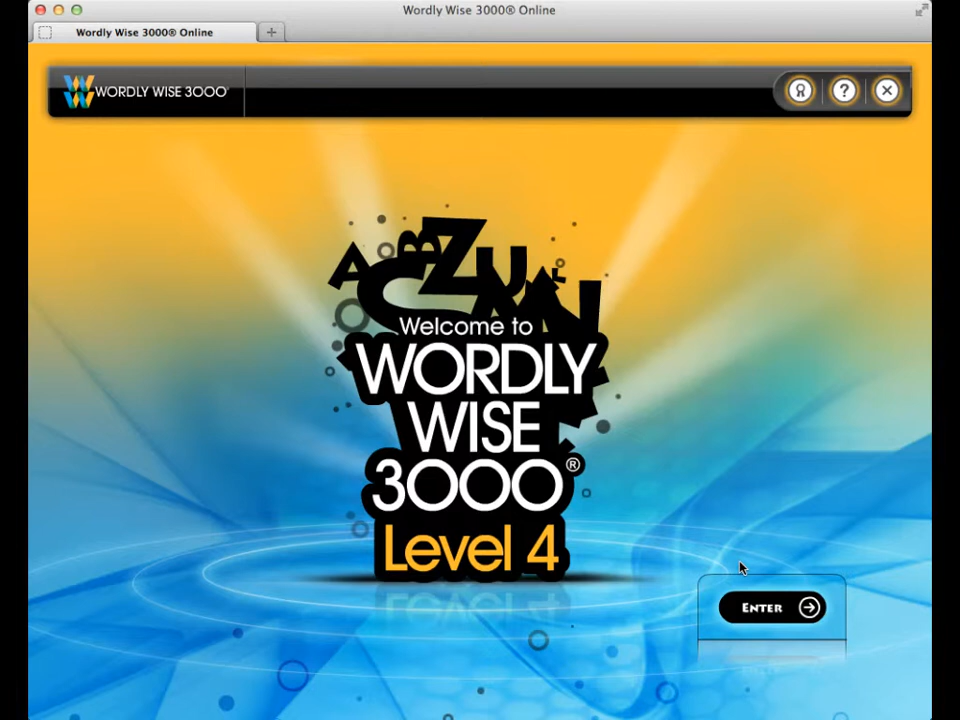 Wordly Wise 3000® Online
Wordly Wise 3000® Online
WORDLY WISE 3000®
?
Welcome to
WORDLY
WISE
3000®
Level 4
ENTER